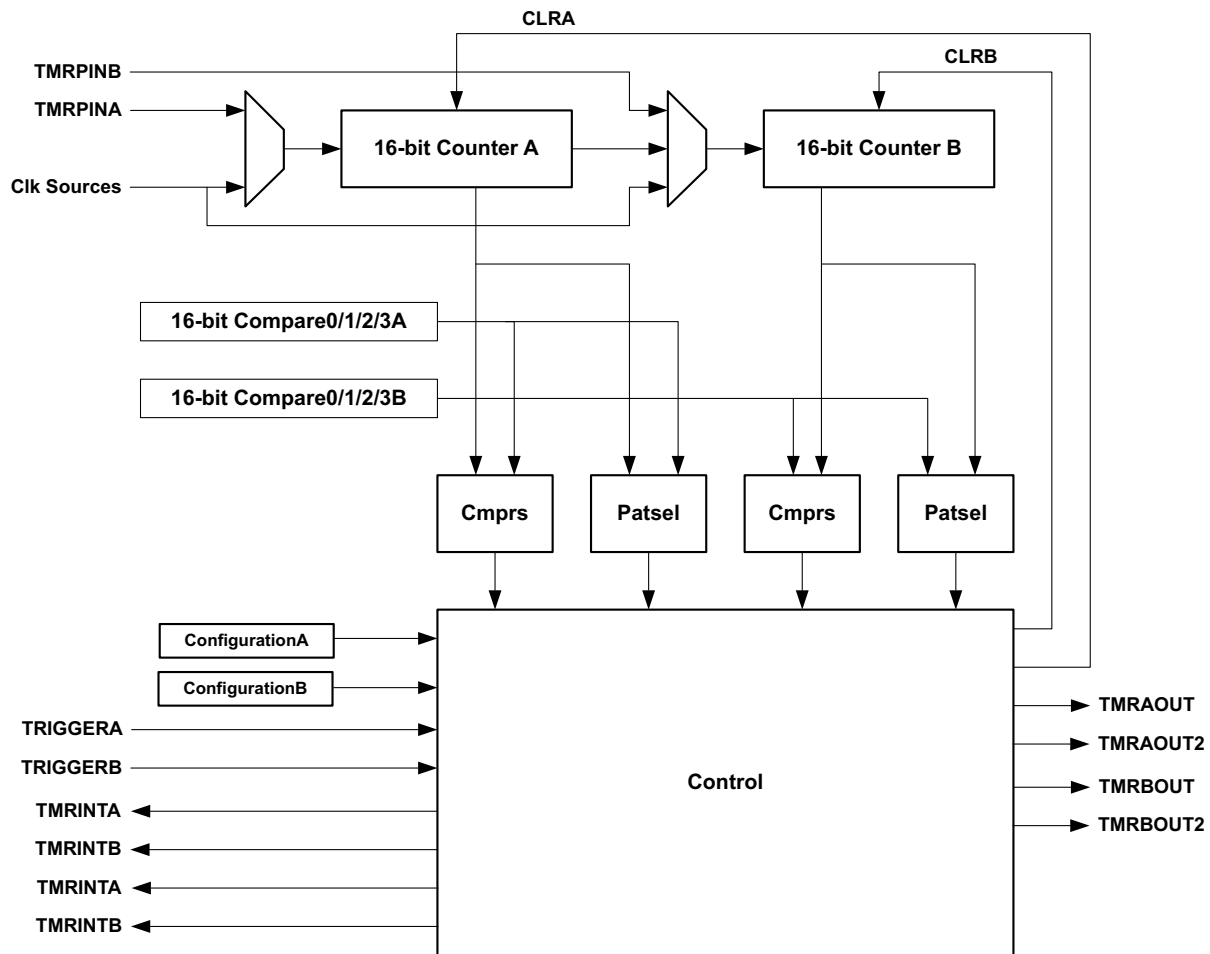 CLRA
CLRB
TMRPINB
TMRPINA
16-bit Counter A
16-bit Counter B
Clk Sources
16-bit Compare0/1/2/3A
16-bit Compare0/1/2/3B
Cmprs
Patsel
Cmprs
Patsel
ConfigurationA
ConfigurationB
TRIGGERA
TRIGGERB
TMRINTA
TMRINTB
TMRINTA
TMRINTB
Control
TMRAOUT
TMRAOUT2
TMRBOUT
TMRBOUT2